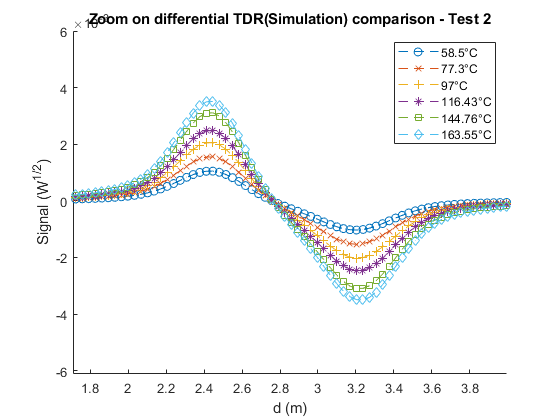 Zoom on differential TDR(Simulation) comparison - Test 2
6
4
2
0
-2
-4
-6
Signal (W^1/2)
58.5°C
77.3°C
97°C
116.43°C
144.76°C
163.55°C
1.8 2 2.2 2.4 2.6 2.8 3 3.2 3.4 3.6 3.8
d (m)